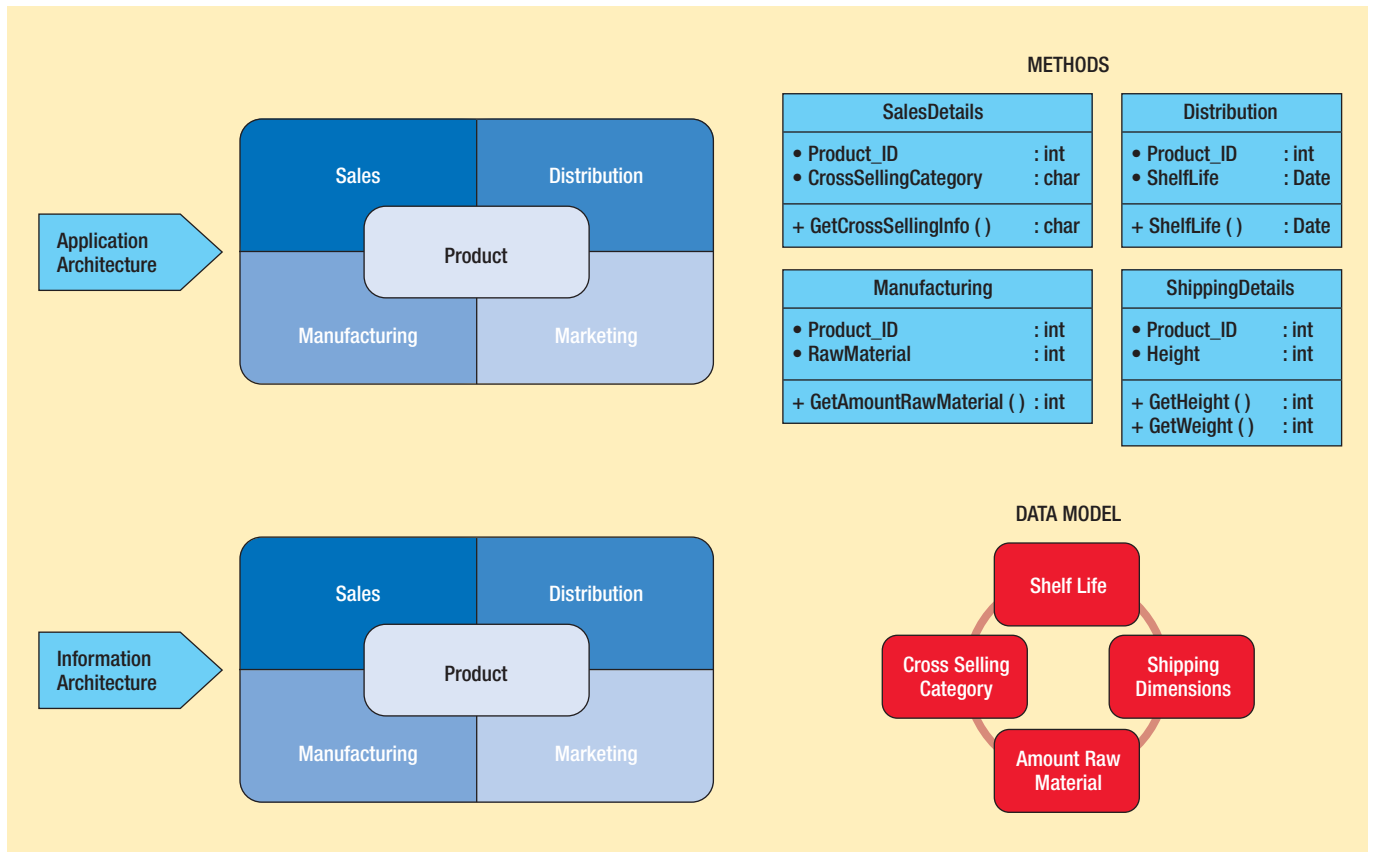 Application
Architecture
Sales
Distribution
Product
Manufacturing
Marketing
METHODS
SalesDetails
• Product_ID : int
• CrossSellingCategory : char
+ GetCrossSellingInfo ( ) : char
Distribution
• Product_ID : int
• ShelfLife : Date
+ ShelfLife ( ) : Date
Manufacturing
• Product_ID : int
• RawMaterial : int
+ GetAmountRawMaterial ( ) : int
ShippingDetails
• Product_ID : int
• Height : int
+ GetHeight ( ) : int
+ GetWeight ( ) : int
Information
Architecture
Sales
Distribution
Product
Manufacturing
Marketing
DATA MODEL
Shelf Life
Cross Selling
Category
Shipping
Dimensions
Amount Raw
Material